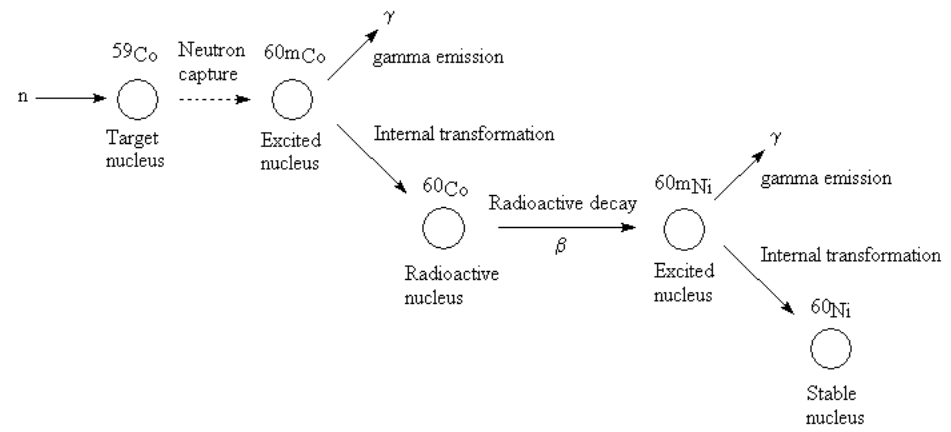 γ
59Co
Neutron
capture
60mCo
gamma emission
n
Target
nucleus
Excited
nucleus
Internal transformation
γ
60Co
Radioactive decay
β
60mNi
gamma emission
Radioactive
nucleus
Excited
nucleus
Internal transformation
60Ni
Stable
nucleus